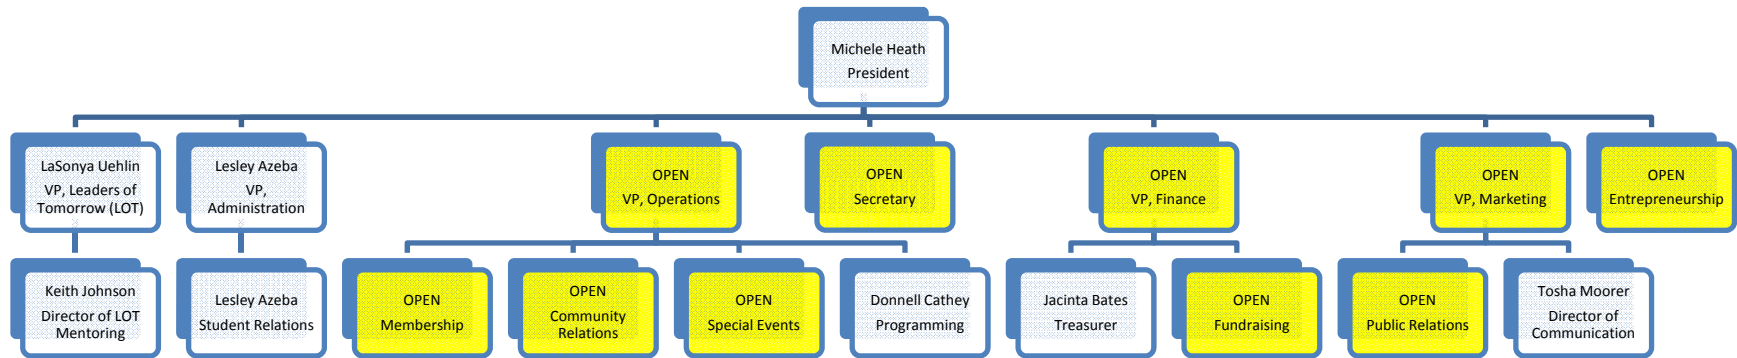 Michele Heath
President
LaSonya Uehlin
VP, Leaders of
Tomorrow (LOT)
Lesley Azeba
VP,
Administration
OPEN
VP, Operations
OPEN
Secretary
OPEN
VP, Finance
OPEN
VP, Marketing
OPEN
Entrepreneurship
Keith Johnson
Director of LOT
Mentoring
Lesley Azeba
Student Relations
OPEN
Membership
OPEN
Community
Relations
OPEN
Special Events
Donnell Cathey
Programming
Jacinta Bates
Treasurer
OPEN
Fundraising
OPEN
Public Relations
Tosha Moorer
Director of
Communication